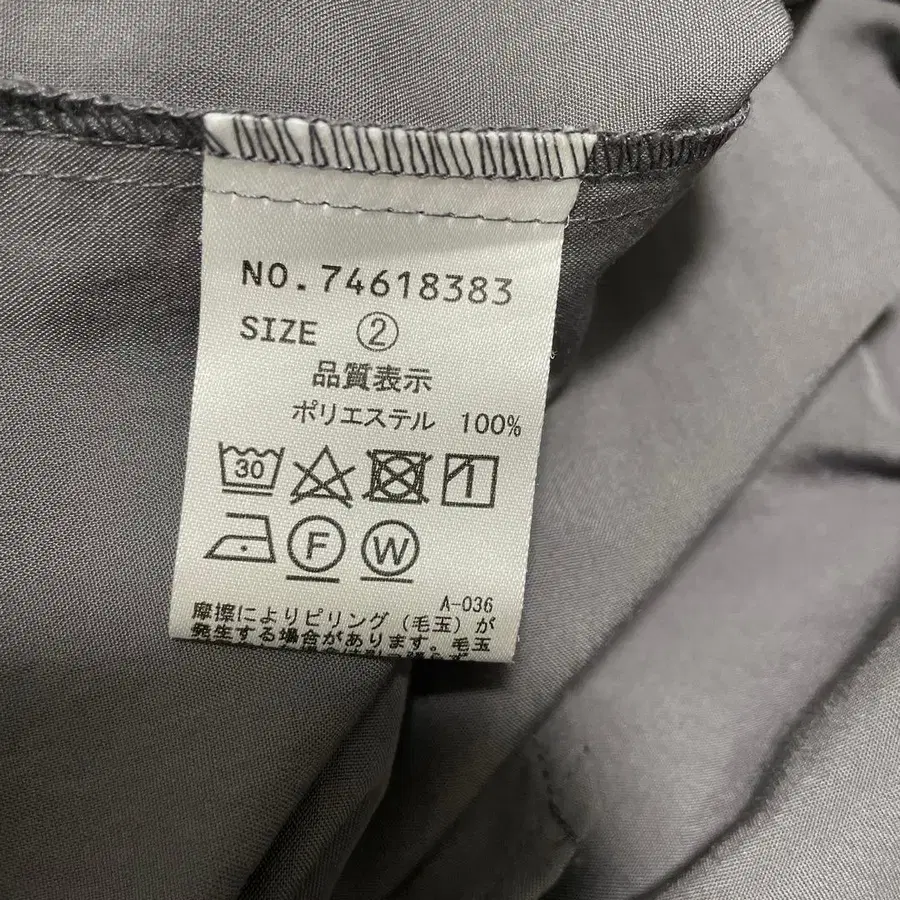 NO.74618383
SIZE ②
品質表示
ポリエステル 100%
30
F W
A-036
摩擦によりピリング(毛玉)が
発生する場合があります。毛玉